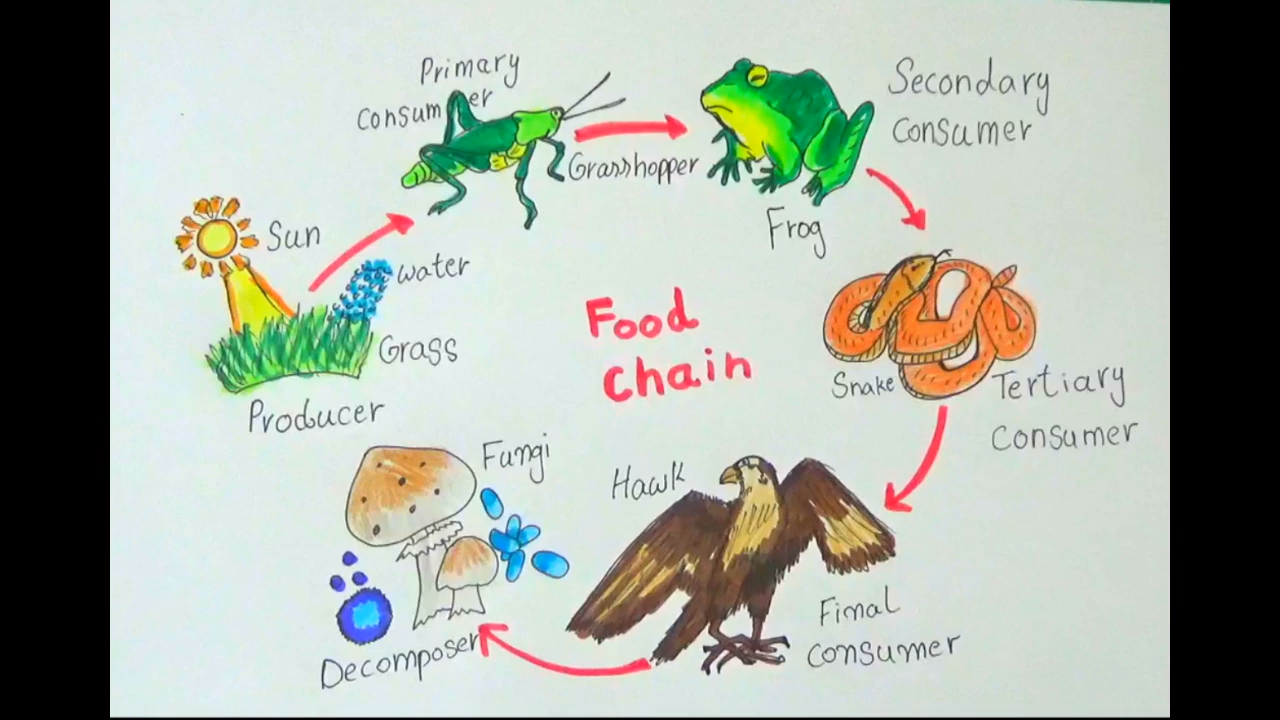 Primary
Consumer
Grasshopper
Secondary
Consumer
Frog
Sun
water
Grass
Producer
Food
Chain
Snake
Tertiary
Consumer
Fungi
Hawk
Final
Consumer
Decomposer